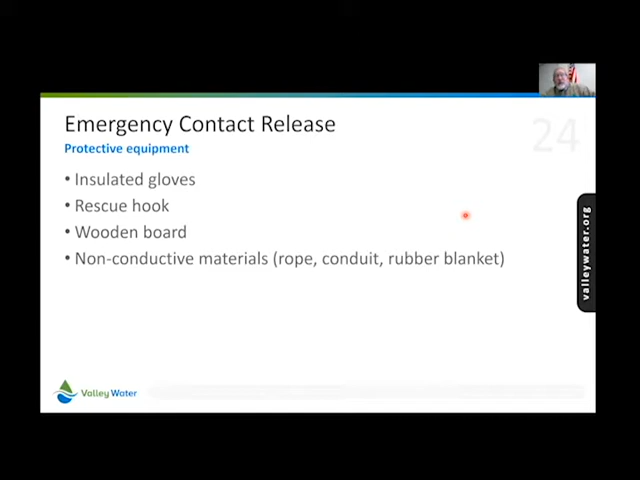 Emergency Contact Release
24
Protective equipment
• Insulated gloves
• Rescue hook
• Wooden board
• Non-conductive materials (rope, conduit, rubber blanket)
valleywater.org
Valley Water